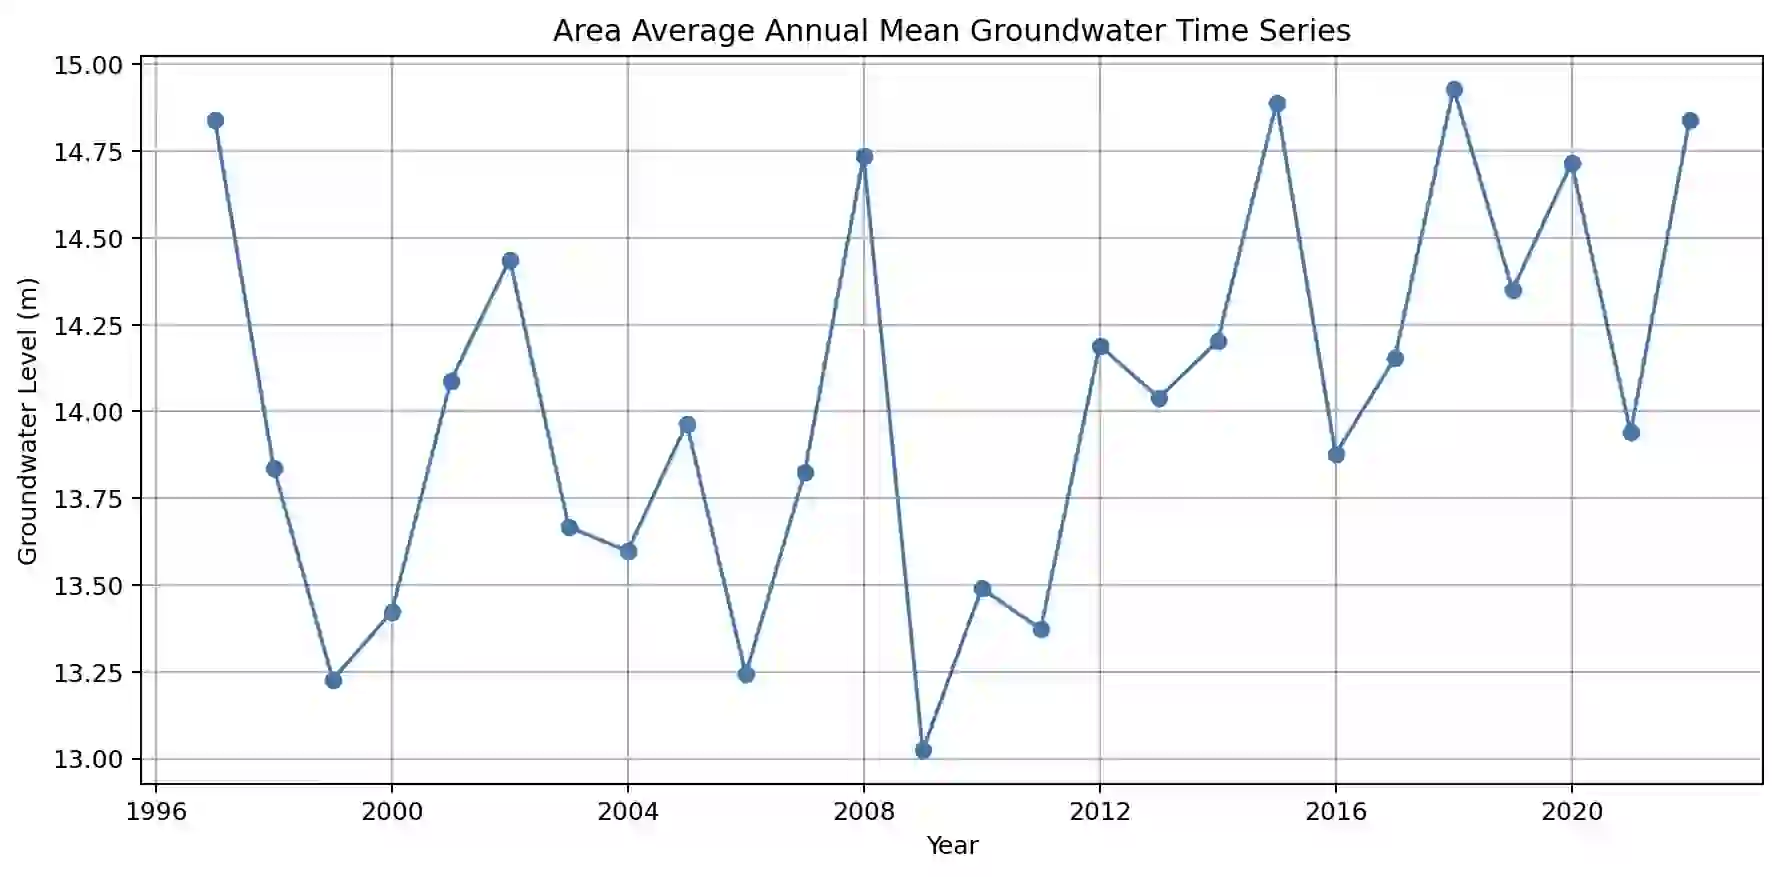 Area Average Annual Mean Groundwater Time Series
15.00
14.75
14.50
14.25
14.00
13.75
13.50
13.25
13.00
Groundwater Level (m)
1996 2000 2004 2008 2012 2016 2020
Year